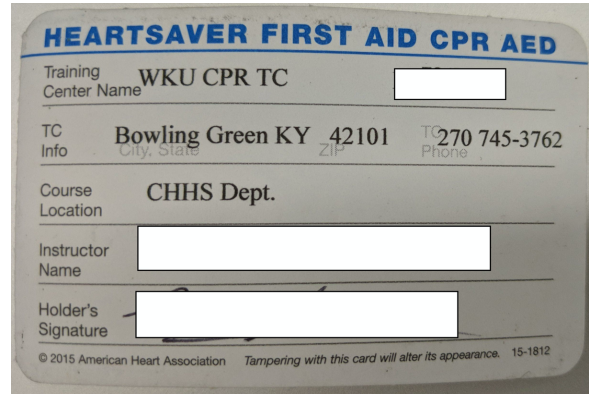 HEARTSAVER FIRST AID CPR AED
Training Center Name WKU CPR TC
TC Info Bowling Green KY 42101 270 745-3762
City, State ZIP TC Phone
Course Location CHHS Dept.
Instructor Name
Holder's Signature
© 2015 American Heart Association Tampering with this card will alter its appearance. 15-1812